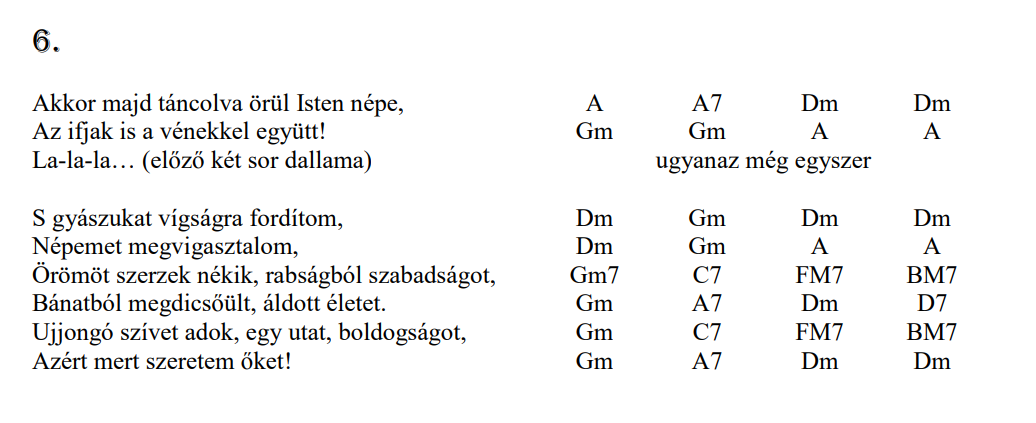 6.
Akkor majd táncolva örül Isten népe, A A7 Dm Dm
Az ifjak is a vénekkel együtt! Gm Gm A A
La-la-la… (előző két sor dallama) ugyanaz még egyszer
S gyászukat vígságra fordítom, Dm Gm Dm Dm
Népemet megvigasztalom, Dm Gm A A
Örömöt szerzek nékik, rabságból szabadságot, Gm7 C7 FM7 BM7
Bánatból megdicsőült, áldott életet. Gm A7 Dm D7
Ujjongó szívet adok, egy utat, boldogságot, Gm C7 FM7 BM7
Azért mert szeretem őket! Gm A7 Dm Dm